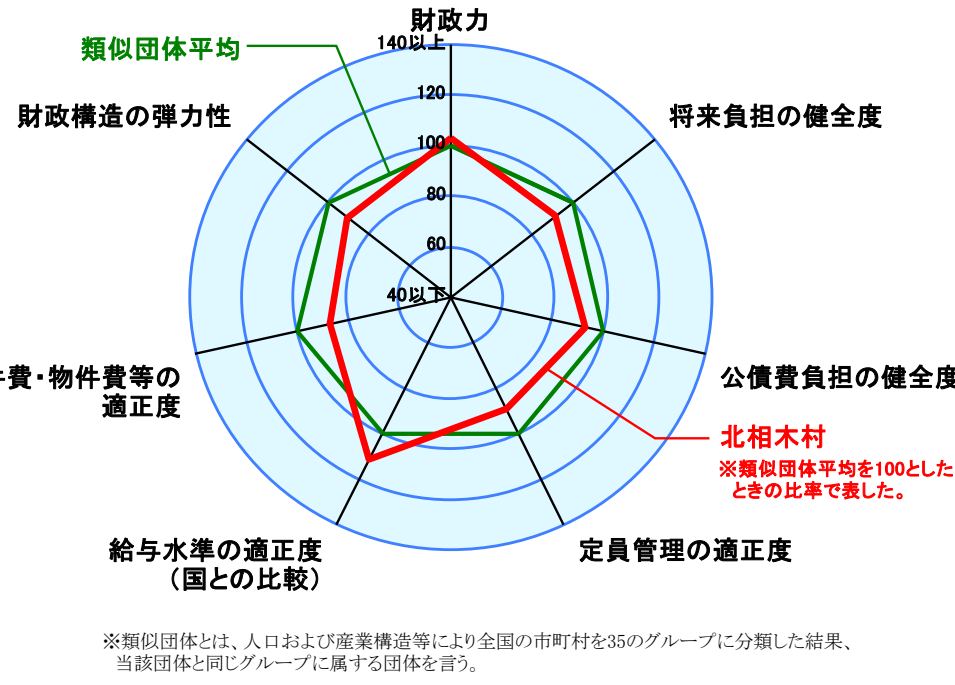 財政力
140以上
類似団体平均
120
財政構造の弾力性
将来負担の健全度
100
80
60
40以下
費・物件費等の
適正度
公債費負担の健全度
北相木村
※類似団体平均を100とした
ときの比率で表した。
給与水準の適正度
（国との比較）
定員管理の適正度
※類似団体とは、人口および産業構造等により全国の市町村を35のグループに分類した結果、
当該団体と同じグループに属する団体を言う。